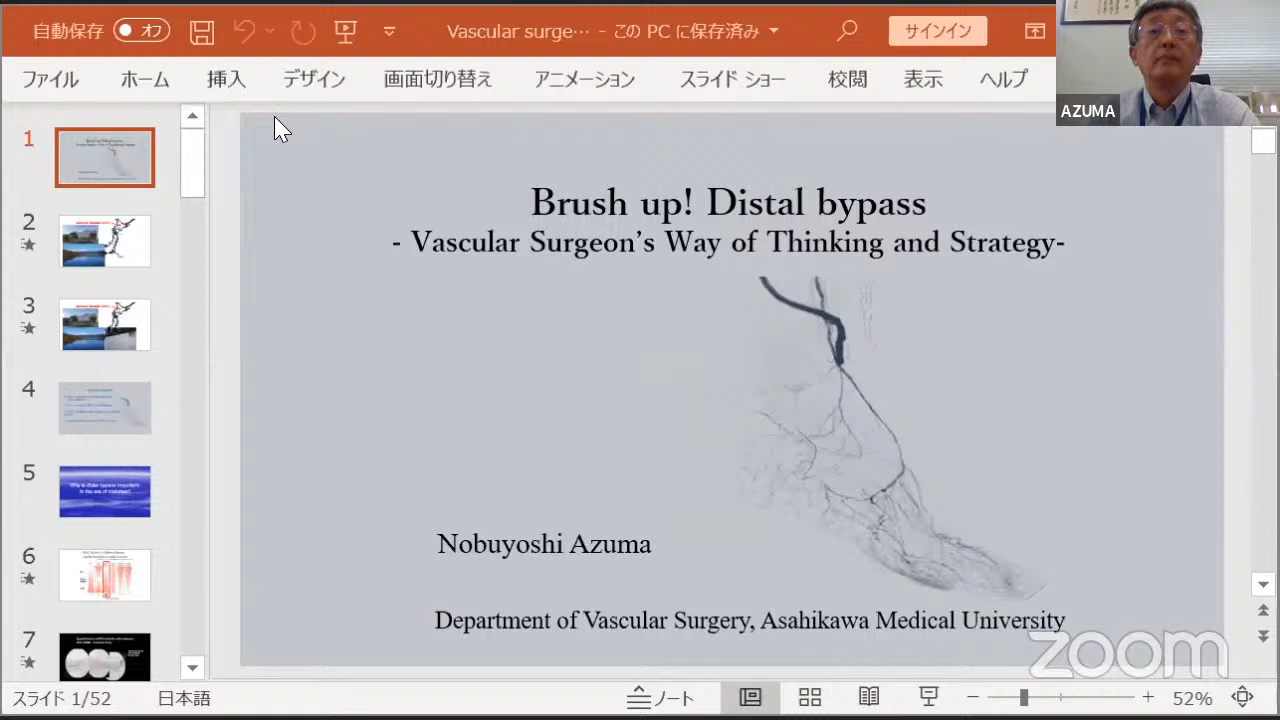 自動保存 オフ Vascular surge… - この PC に保存済み サインイン
ファイル ホーム 挿入 デザイン 画面切り替え アニメーション スライド ショー 校閲 表示 ヘルプ
AZUMA
1
2
3
4
5
Why is distal bypass important
in the era of EVT?
6
7
Brush up! Distal bypass
- Vascular Surgeon's Way of Thinking and Strategy-
Nobuyoshi Azuma
Department of Vascular Surgery, Asahikawa Medical University
zoom
スライド 1/52 日本語 ノート 52%